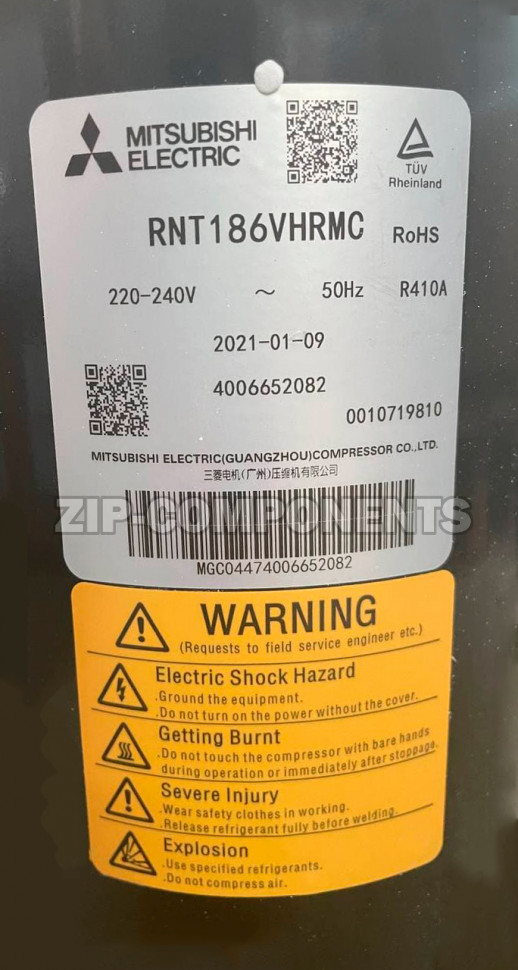 MITSUBISHI
ELECTRIC
TÜV
Rheinland
RNT186VHRMC RoHS
220-240V ~ 50Hz R410A
2021-01-09
4006652082
0010719810
MITSUBISHI ELECTRIC(GUANGZHOU)COMPRESSOR CO.,LTD.
三菱电机(广州)压缩机有限公司
ZIP-COMPONENTS
MGC04474006652082
WARNING
(Requests to field service engineer etc.)
Electric Shock Hazard
.Ground the equipment.
.Do not turn on the power without the cover.
Getting Burnt
.Do not touch the compressor with bare hands
during operation or immediately after stoppage.
Severe Injury
.Wear safety clothes in working.
.Release refrigerant fully before welding.
Explosion
.Use specified refrigerants.
.Do not compress air.